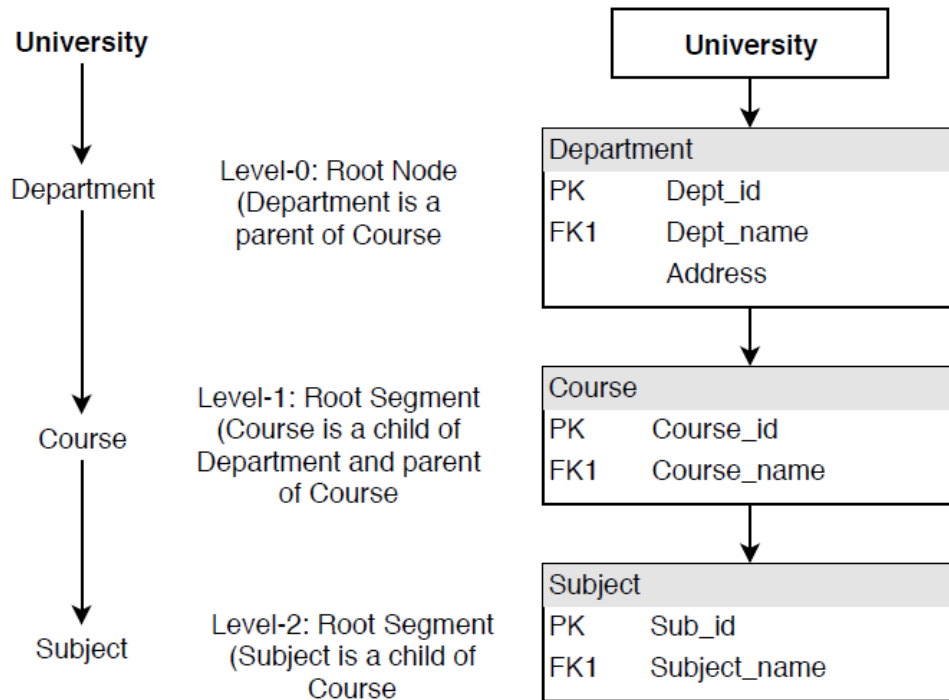 University
Department
Course
Subject
Level-0: Root Node
(Department is a
parent of Course
Level-1: Root Segment
(Course is a child of
Department and parent
of Course
Level-2: Root Segment
(Subject is a child of
Course
University
Department
PK Dept_id
FK1 Dept_name
Address
Course
PK Course_id
FK1 Course_name
Subject
PK Sub_id
FK1 Subject_name